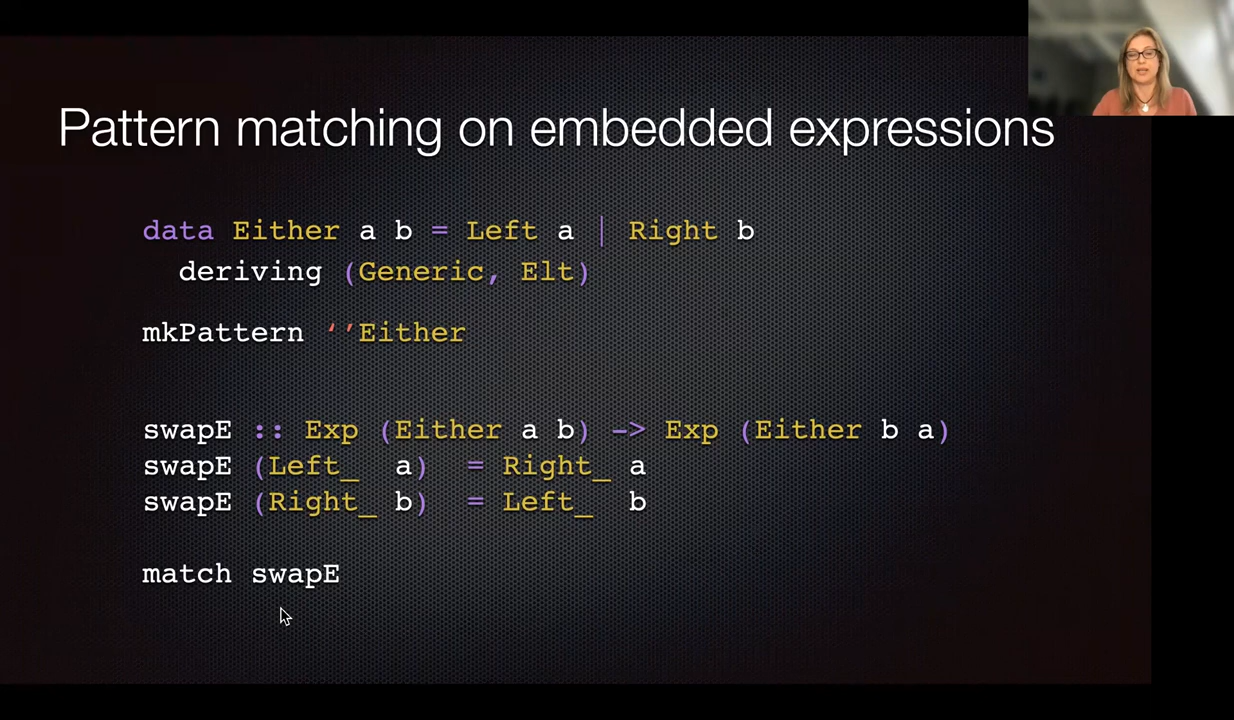 Pattern matching on embedded expressions
data Either a b = Left a | Right b
deriving (Generic, Elt)
mkPattern ‘’Either
swapE :: Exp (Either a b) -> Exp (Either b a)
swapE (Left_ a) = Right_ a
swapE (Right_ b) = Left_ b
match swapE